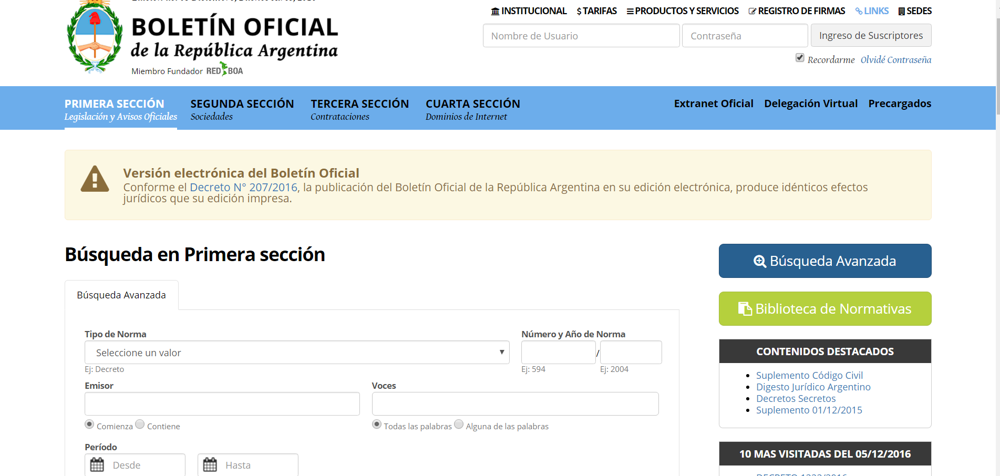 INSTITUCIONAL TARIFAS PRODUCTOS Y SERVICIOS REGISTRO DE FIRMAS LINKS SEDES
BOLETÍN OFICIAL
de la República Argentina
Miembro Fundador RED BOA
Nombre de Usuario Contraseña Ingreso de Suscriptores
Recordarme Olvidé Contraseña
PRIMERA SECCIÓN SEGUNDA SECCIÓN TERCERA SECCIÓN CUARTA SECCIÓN Extranet Oficial Delegación Virtual Precargados
Legislación y Avisos Oficiales Sociedades Contrataciones Dominios de Internet
Versión electrónica del Boletín Oficial
Conforme el Decreto N° 207/2016, la publicación del Boletín Oficial de la República Argentina en su edición electrónica, produce idénticos efectos
jurídicos que su edición impresa.
Búsqueda en Primera sección
Búsqueda Avanzada
Tipo de Norma Número y Año de Norma
Seleccione un valor /
Ej: Decreto Ej: 594 Ej: 2004
Emisor Voces
Comienza Contiene Todas las palabras Alguna de las palabras
Período
Desde Hasta
Búsqueda Avanzada
Biblioteca de Normativas
CONTENIDOS DESTACADOS
Suplemento Código Civil
Digesto Jurídico Argentino
Decretos Secretos
Suplemento 01/12/2015
10 MAS VISITADAS DEL 05/12/2016